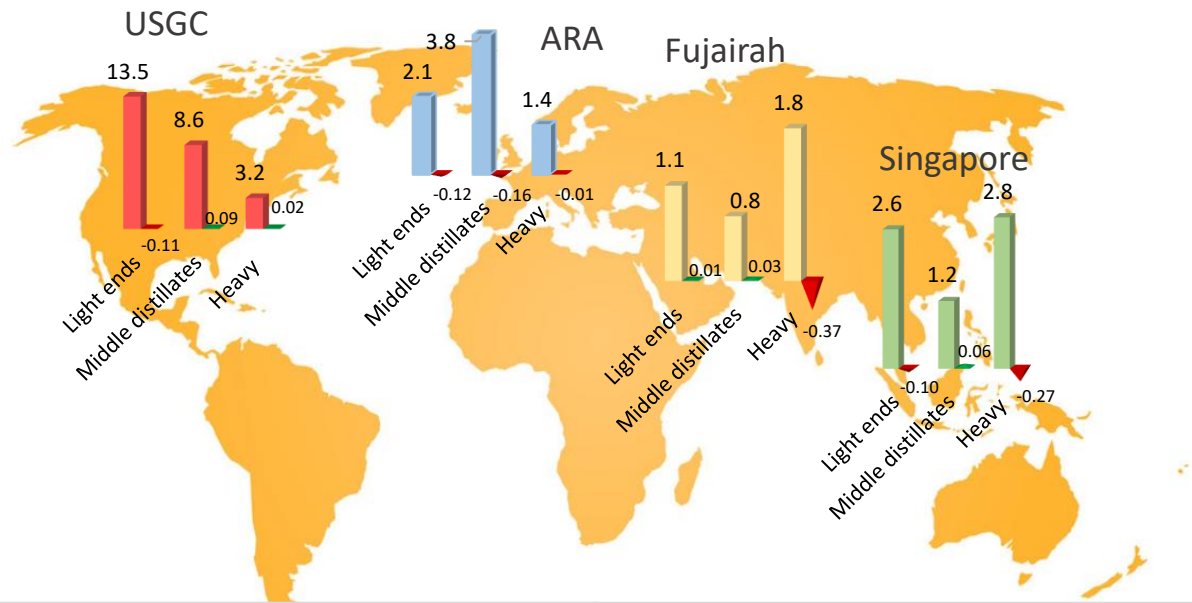 USGC
13.5
8.6
3.2
-0.11
0.09
0.02
Light ends
Middle distillates
Heavy
ARA
2.1
3.8
1.4
-0.12
-0.16
-0.01
Light ends
Middle distillates
Heavy
Fujairah
1.1
0.8
1.8
0.01
0.03
-0.37
Light ends
Middle distillates
Heavy
Singapore
2.6
1.2
2.8
-0.10
0.06
-0.27
Light ends
Middle distillates
Heavy